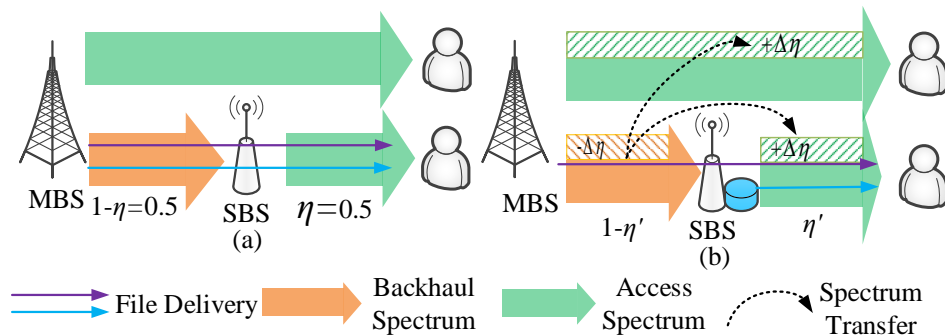 +Δη
-Δη
+Δη
MBS
1-η=0.5
SBS
η=0.5
(a)
MBS
1-η′
SBS
η′
(b)
File Delivery
Backhaul
Spectrum
Access
Spectrum
Spectrum
Transfer